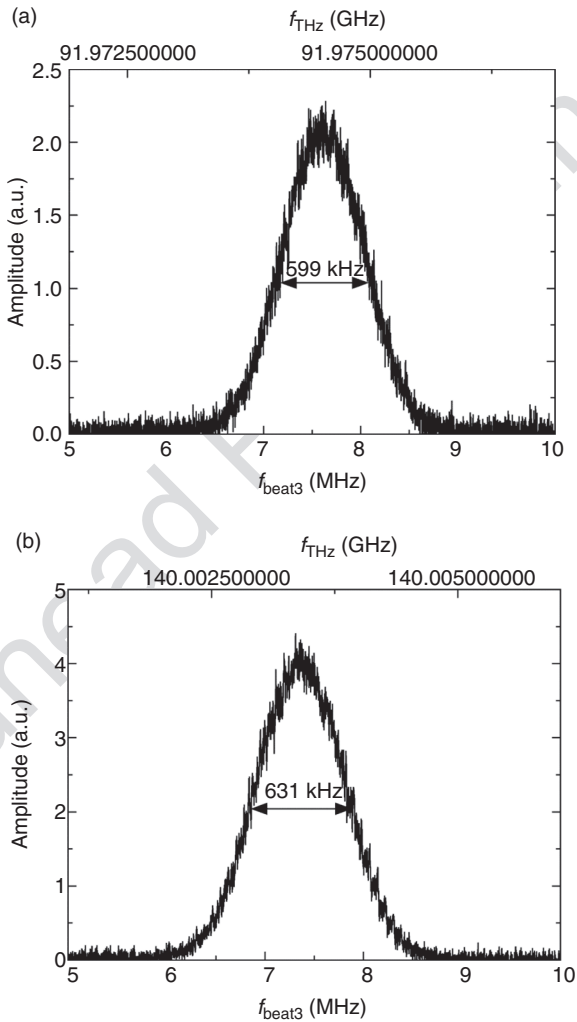 (a)
f_THz (GHz)
91.972500000 91.975000000
2.5
2.0
1.5
1.0
0.5
0.0
Amplitude (a.u.)
599 kHz
5 6 7 8 9 10
f_beat3 (MHz)
(b)
f_THz (GHz)
140.002500000 140.005000000
5
4
3
2
1
0
Amplitude (a.u.)
631 kHz
5 6 7 8 9 10
f_beat3 (MHz)